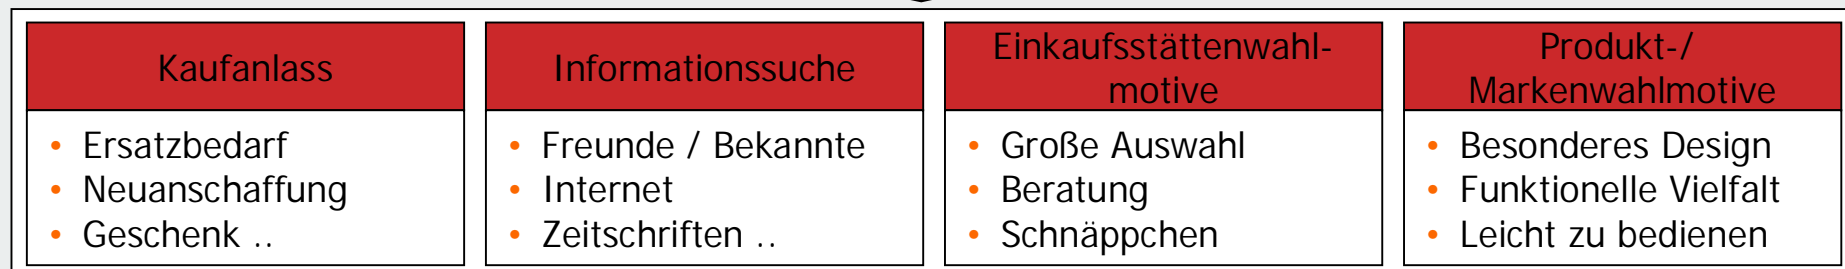 Kaufanlass
• Ersatzbedarf
• Neuanschaffung
• Geschenk ..
Informationssuche
• Freunde / Bekannte
• Internet
• Zeitschriften ..
Einkaufsstättenwahl-
motive
• Große Auswahl
• Beratung
• Schnäppchen
Produkt-/
Markenwahlmotive
• Besonderes Design
• Funktionelle Vielfalt
• Leicht zu bedienen